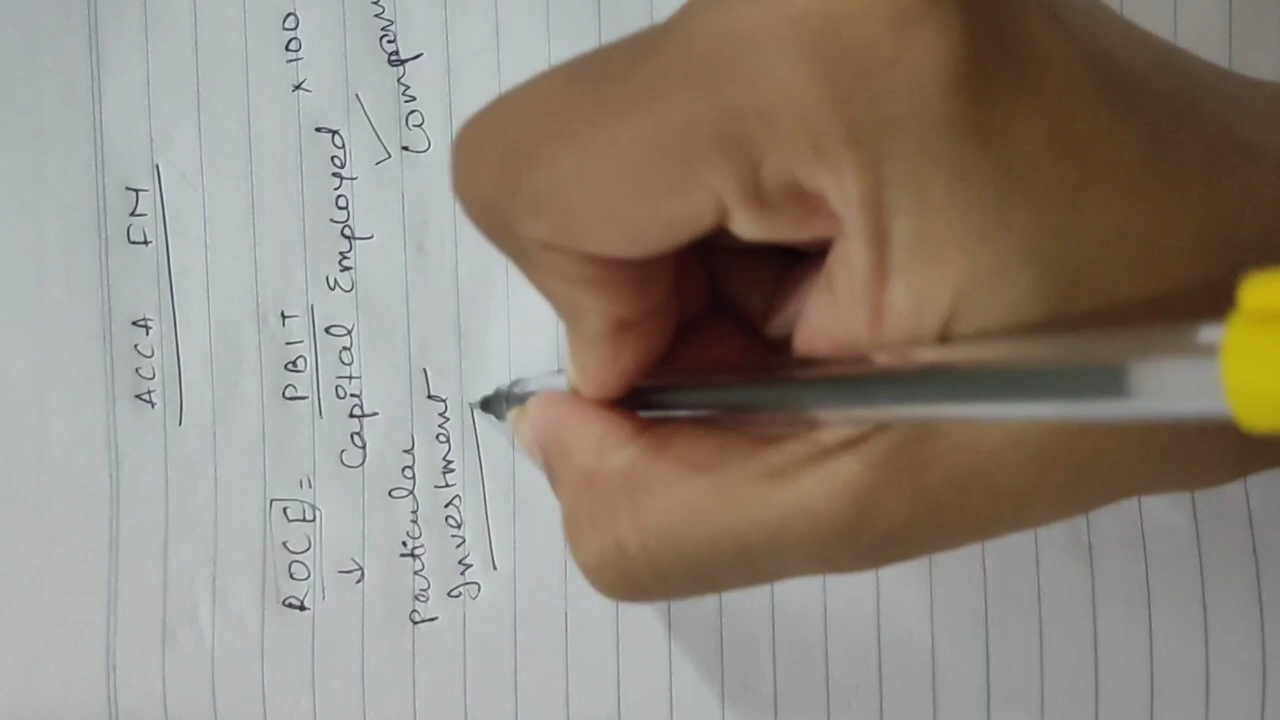 ACCA FM
ROCE = PBIT × 100
Capital Employed
↓ ✓
Particular
Investment